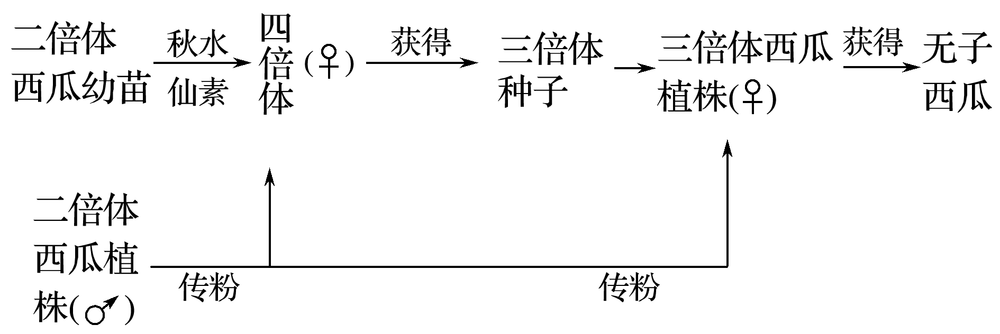 二倍体
西瓜幼苗
秋水
仙素
四
倍
体
(♀)
获得
三倍体
种子
三倍体西瓜
植株(♀)
获得
无子
西瓜
二倍体
西瓜植
株(♂)
传粉
传粉